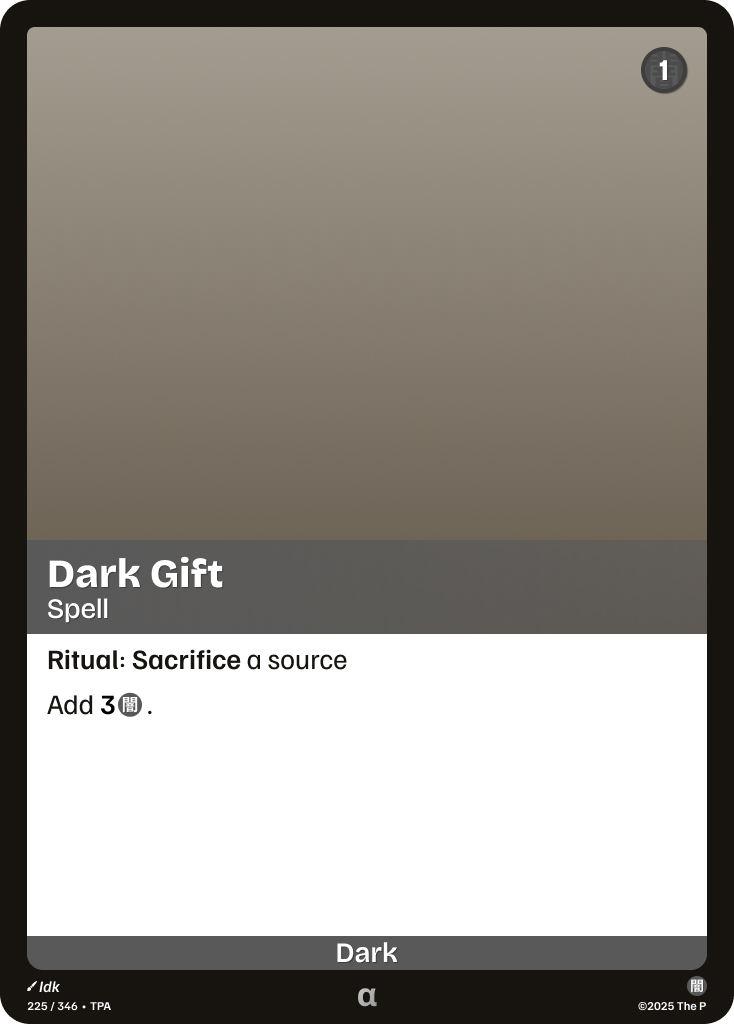 1
Dark Gift
Spell
Ritual: Sacrifice a source
Add 3闇.
Dark
Idk
225 / 346 • TPA
α
闇
©2025 The P